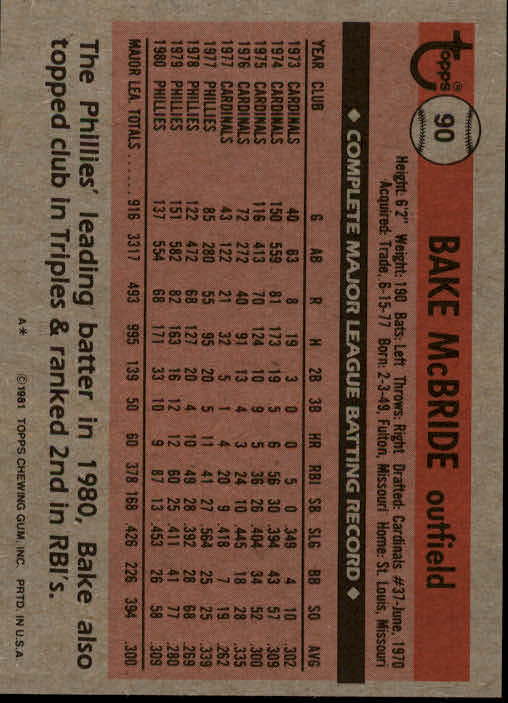 topps®
90
BAKE McBRIDE outfield
Height: 6'2" Weight: 190 Bats: Left Throws: Right Drafted: Cardinals #37-June, 1970
Acquired: Trade, 6-15-77 Born: 2-3-49, Fulton, Missouri Home: St. Louis, Missouri
◆ COMPLETE MAJOR LEAGUE BATTING RECORD ◆
YEAR CLUB G AB R H 2B 3B HR RBI SB SLG BB SO AVG
1973 CARDINALS 40 63 8 19 3 0 0 5 0 .349 4 10 .302
1974 CARDINALS 150 559 81 173 19 5 6 56 30 .394 43 57 .309
1975 CARDINALS 116 413 70 124 10 9 5 36 26 .404 34 52 .300
1976 CARDINALS 72 272 40 91 13 4 3 24 10 .445 18 28 .335
1977 CARDINALS 43 122 21 32 5 1 4 20 9 .418 7 19 .262
1977 PHILLIES 85 280 55 95 20 5 11 41 27 .564 25 25 .339
1978 PHILLIES 122 472 68 127 20 4 10 49 28 .392 28 68 .269
1979 PHILLIES 151 582 82 163 16 12 12 60 25 .411 41 77 .280
1980 PHILLIES 137 554 68 171 33 10 9 87 13 .453 26 58 .309
MAJOR LEA. TOTALS ...... 916 3317 493 995 139 50 60 378 168 .426 226 394 .300
The Phillies' leading batter in 1980, Bake also
topped club in Triples & ranked 2nd in RBI's.
A* ©1981 TOPPS CHEWING GUM, INC. PRTD. IN U.S.A.